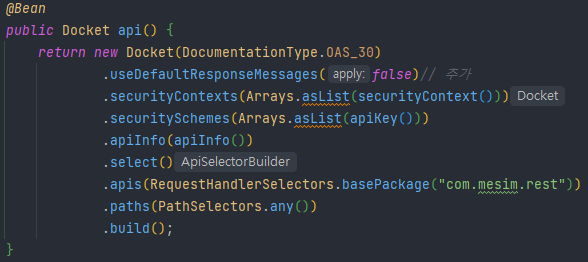 @Bean
public Docket api() {
    return new Docket(DocumentationType.OAS_30)
            .useDefaultResponseMessages( apply: false)// 추가
            .securityContexts(Arrays.asList(securityContext())) Docket
            .securitySchemes(Arrays.asList(apiKey()))
            .apiInfo(apiInfo())
            .select() ApiSelectorBuilder
            .apis(RequestHandlerSelectors.basePackage("com.mesim.rest"))
            .paths(PathSelectors.any())
            .build();
}